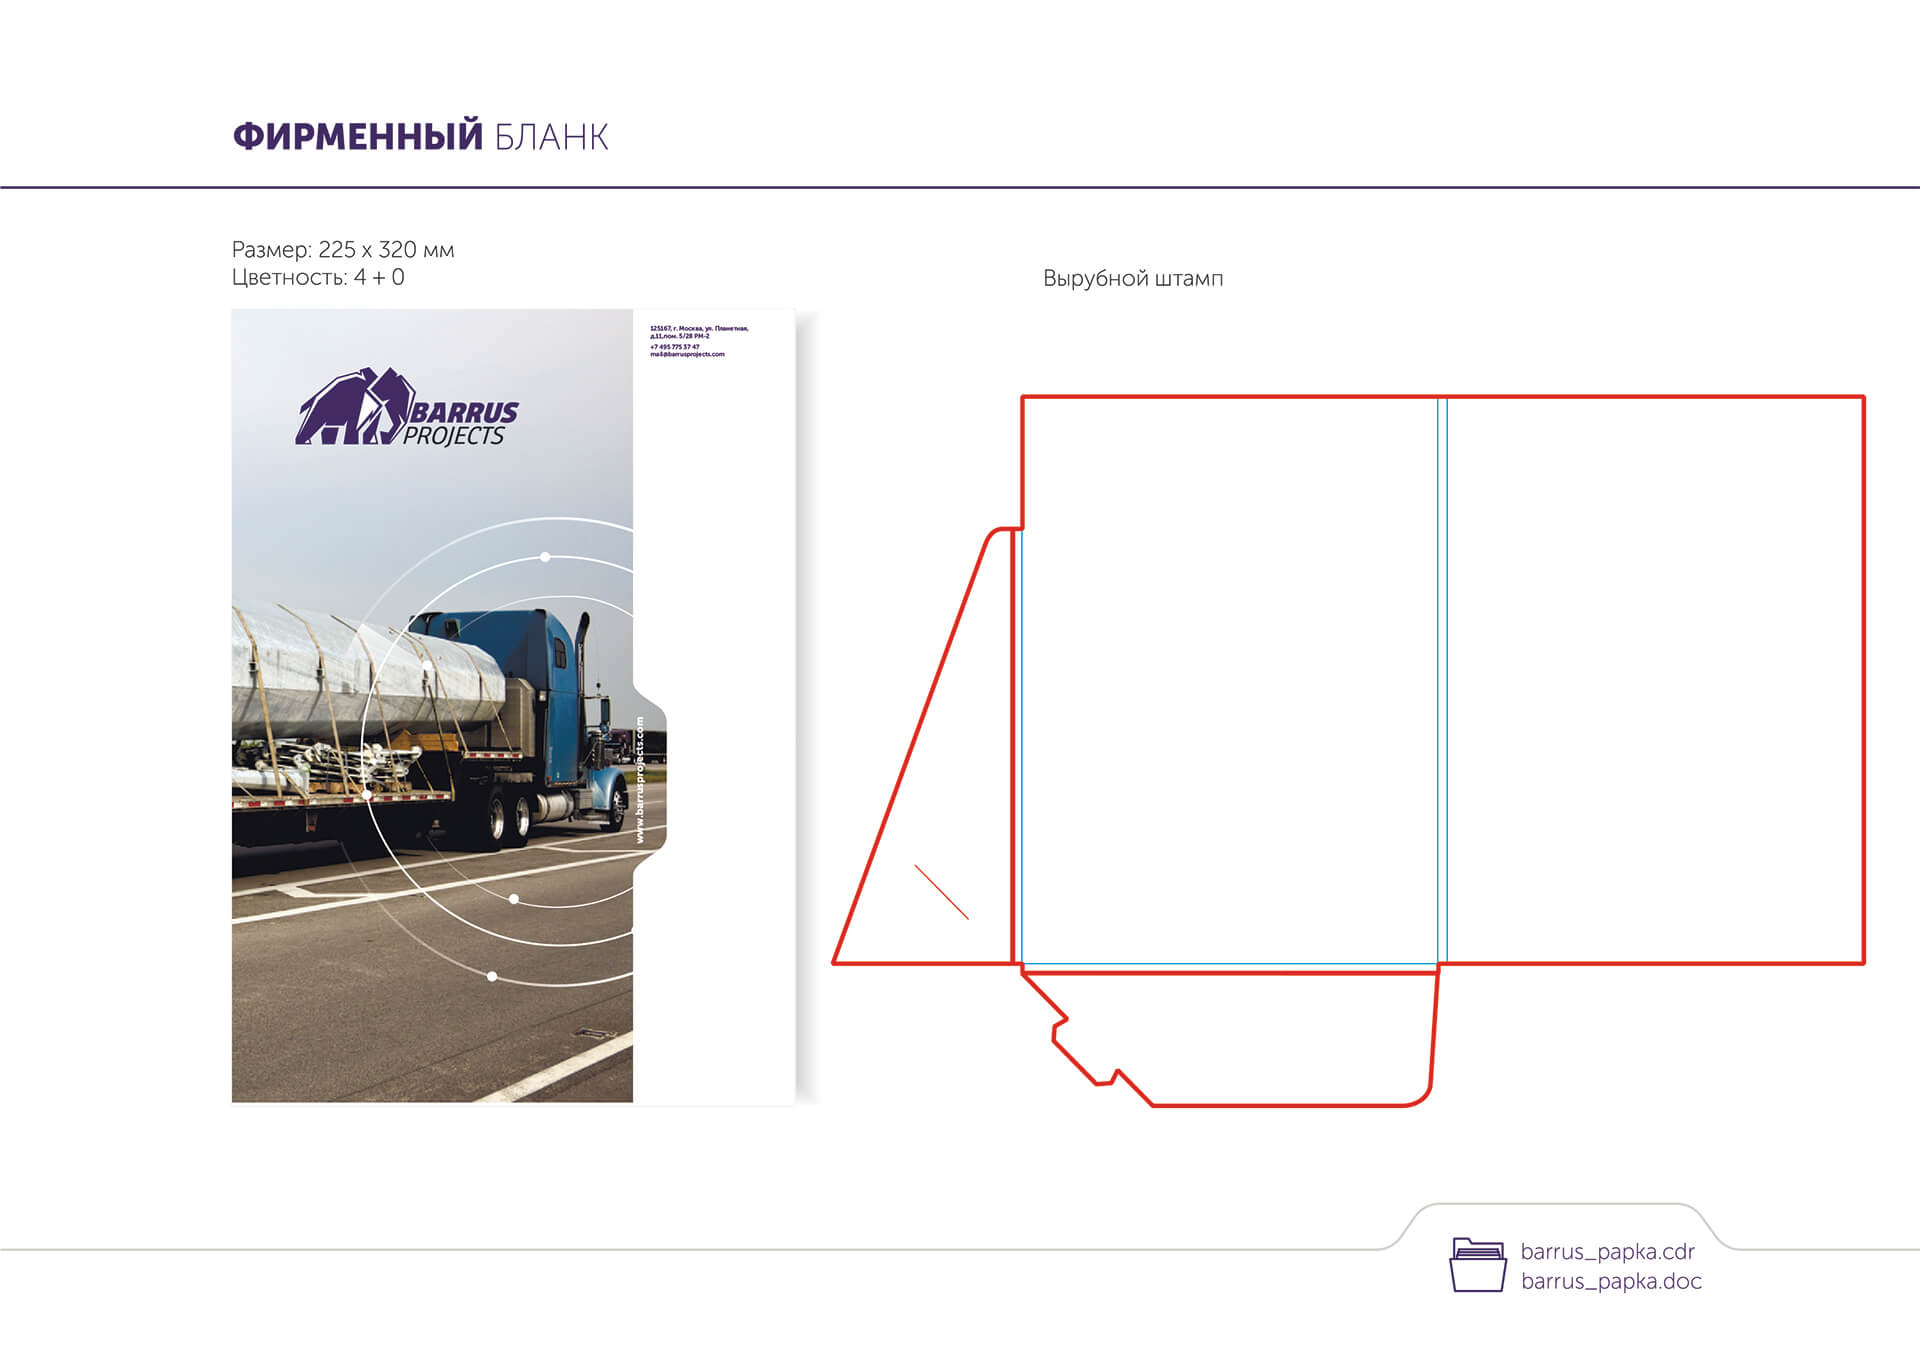 ФИРМЕННЫЙ БЛАНК
Размер: 225 x 320 мм
Цветность: 4 + 0
Вырубной штамп
125167, г. Москва, ул. Планетная,
д.11,пом. 5/28 РМ-2
+7 495 775 37 47
mail@barrusprojects.com
BARRUS
PROJECTS
www.barrusprojects.com
barrus_papka.cdr
barrus_papka.doc